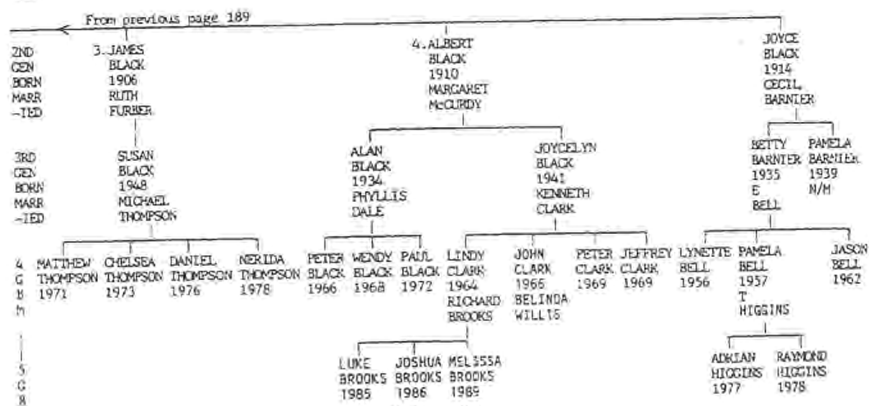 From previous page 189
2ND 3.JAMES 4.ALBERT JOYCE
GEN BLACK BLACK BLACK
BORN 1906 1910 1914
MARR RUTH MARGARET CECIL
-IED FURBER McCURDY BARNIER
3RD SUSAN ALAN JOYCELYN BETTY PAMELA
GEN BLACK BLACK BLACK BARNIER BARNIER
BORN 1948 1934 1941 1935 1939
MARR MICHAEL PHYLLIS KENNETH E N/M
-IED THOMPSON DALE CLARK BELL
4 MATTHEW CHELSEA DANIEL NERIDA PETER WENDY PAUL LINDY JOHN PETER JEFFREY LYNETTE PAMELA JASON
G THOMPSON THOMPSON THOMPSON THOMPSON BLACK BLACK BLACK CLARK CLARK CLARK CLARK BELL BELL BELL
B 1971 1973 1976 1978 1966 1968 1972 1964 1966 1969 1969 1956 1957 1962
M RICHARD BELINDA T
BROOKS WILLIS HIGGINS
5 LUKE JOSHUA MELISSA ADRIAN RAYMOND
G BROOKS BROOKS BROOKS HIGGINS HIGGINS
B 1985 1986 1989 1977 1978